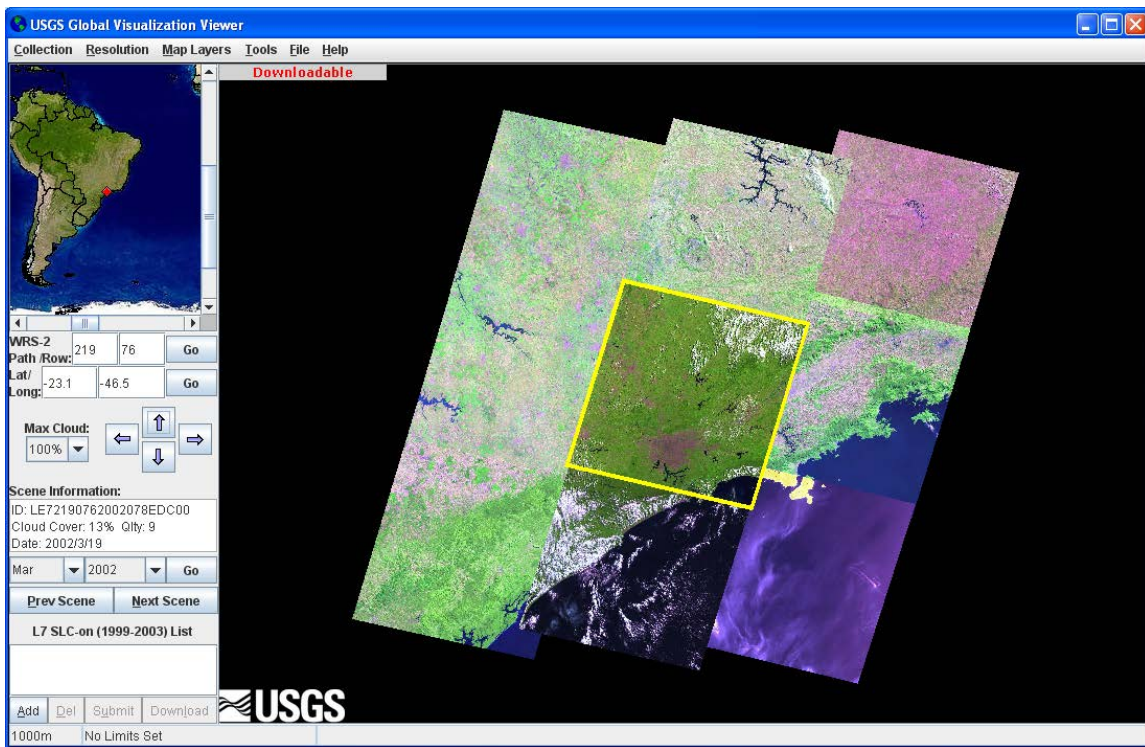 USGS Global Visualization Viewer
Collection Resolution Map Layers Tools File Help
Downloadable
WRS-2
Path /Row: 219 76 Go
Lat/
Long: -23.1 -46.5 Go
Max Cloud:
100%
Scene Information:
ID: LE72190762002078EDC00
Cloud Cover: 13% Qlty: 9
Date: 2002/3/19
Mar 2002 Go
Prev Scene Next Scene
L7 SLC-on (1999-2003) List
Add Del Submit Download
USGS
1000m No Limits Set